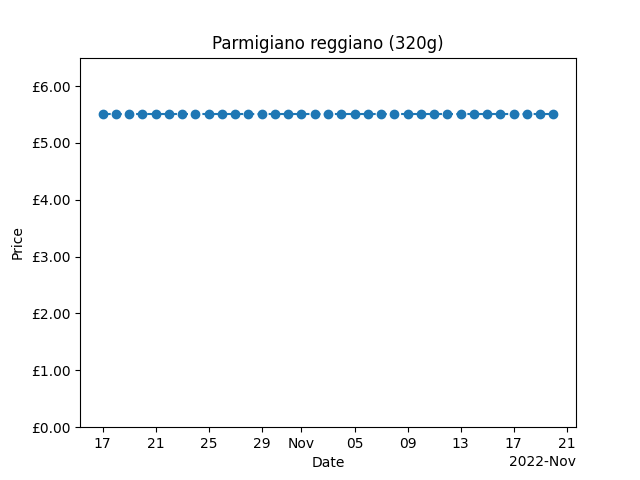 Parmigiano reggiano (320g)
£6.00
£5.00
£4.00
£3.00
£2.00
£1.00
£0.00
Price
17 21 25 29 Nov 05 09 13 17 21
Date
2022-Nov